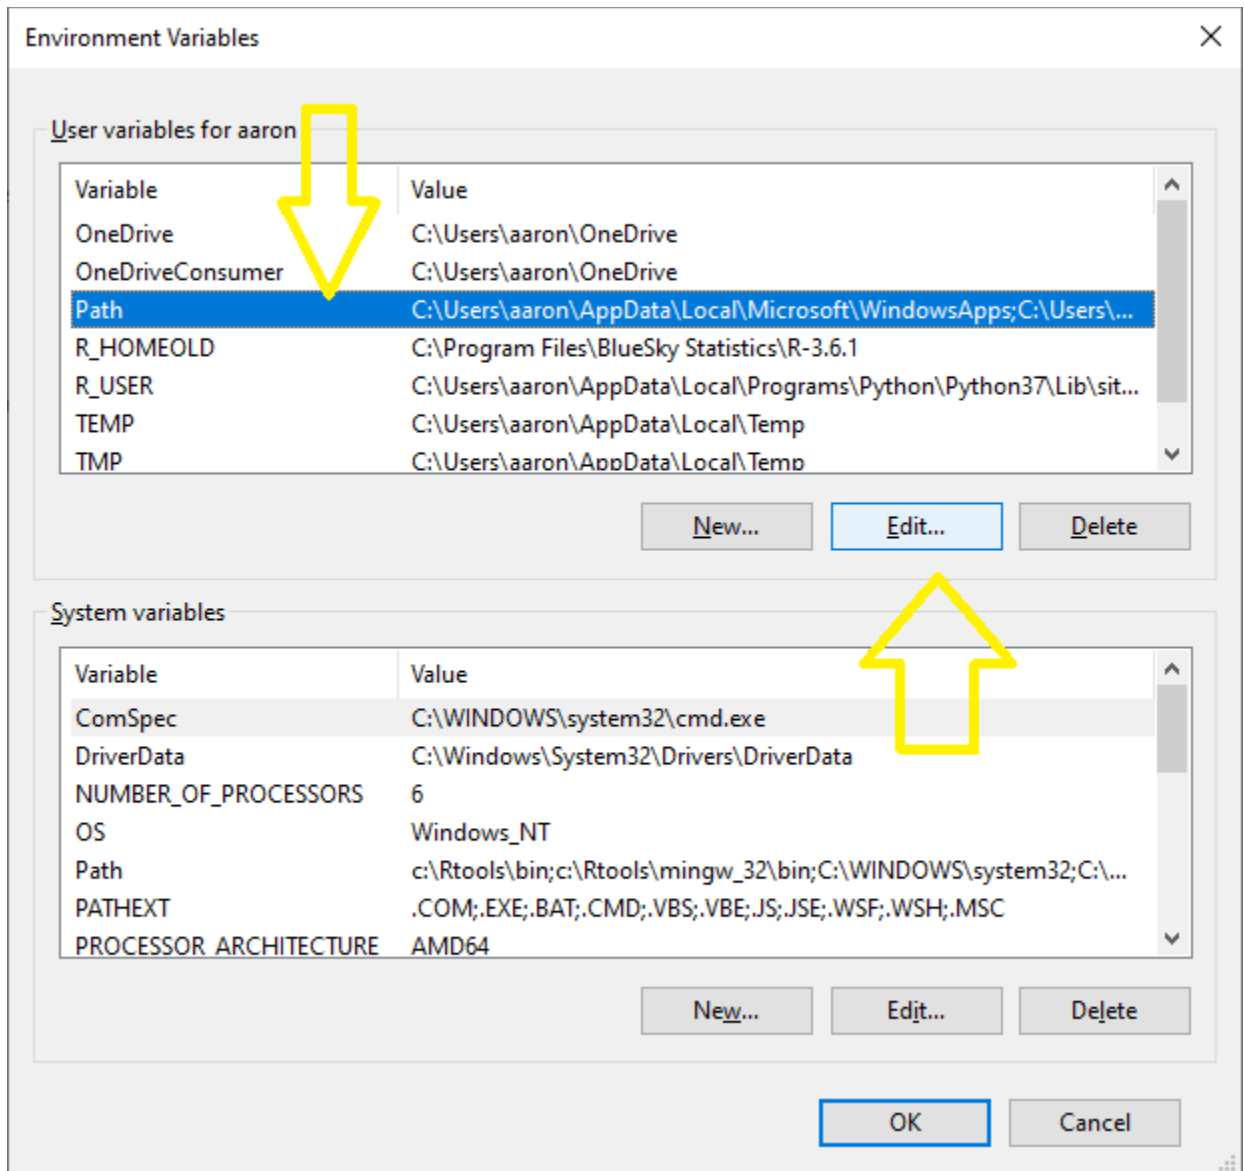 Environment Variables
User variables for aaron
Variable Value
OneDrive C:\Users\aaron\OneDrive
OneDriveConsumer C:\Users\aaron\OneDrive
Path C:\Users\aaron\AppData\Local\Microsoft\WindowsApps;C:\Users\...
R_HOMEOLD C:\Program Files\BlueSky Statistics\R-3.6.1
R_USER C:\Users\aaron\AppData\Local\Programs\Python\Python37\Lib\sit...
TEMP C:\Users\aaron\AppData\Local\Temp
TMP C:\Users\aaron\AppData\Local\Temp
New... Edit... Delete
System variables
Variable Value
ComSpec C:\WINDOWS\system32\cmd.exe
DriverData C:\Windows\System32\Drivers\DriverData
NUMBER_OF_PROCESSORS 6
OS Windows_NT
Path c:\Rtools\bin;c:\Rtools\mingw_32\bin;C:\WINDOWS\system32;C:\...
PATHEXT .COM;.EXE;.BAT;.CMD;.VBS;.VBE;.JS;.JSE;.WSF;.WSH;.MSC
PROCESSOR_ARCHITECTURE AMD64
New... Edit... Delete
OK Cancel